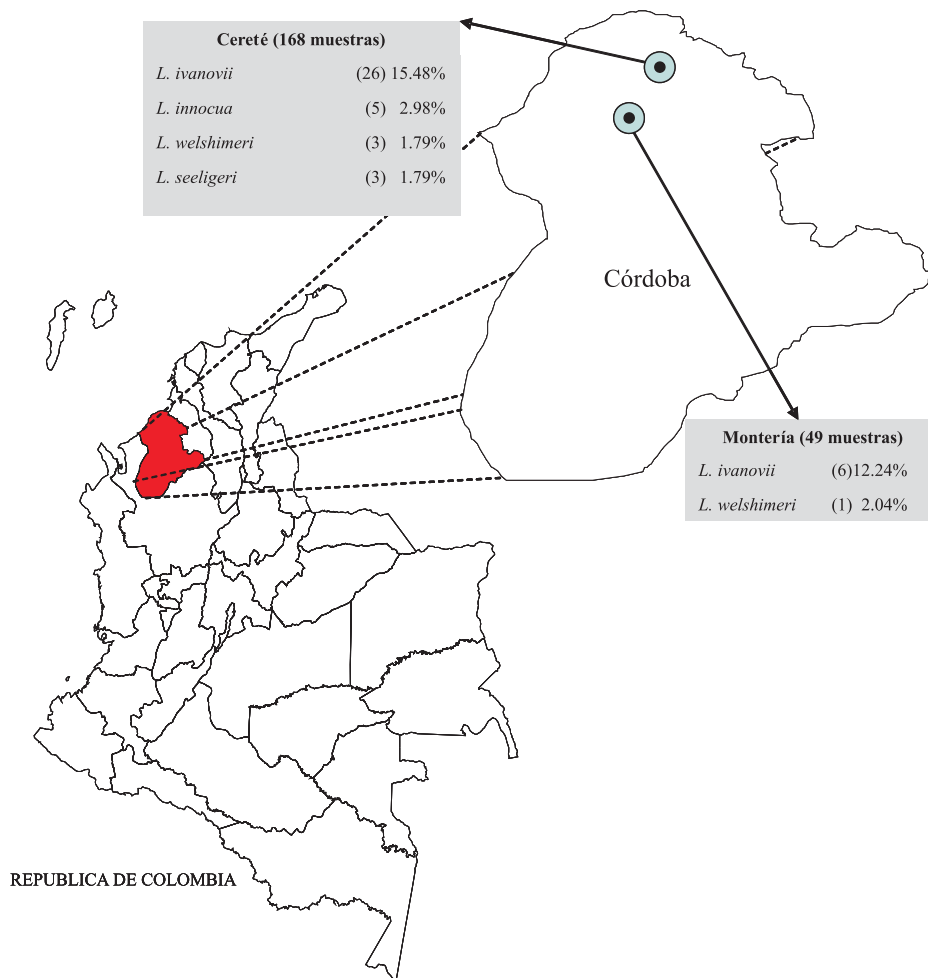 Cereté (168 muestras)
L. ivanovii (26) 15.48%
L. innocua (5) 2.98%
L. welshimeri (3) 1.79%
L. seeligeri (3) 1.79%
Córdoba
Montería (49 muestras)
L. ivanovii (6)12.24%
L. welshimeri (1) 2.04%
REPUBLICA DE COLOMBIA